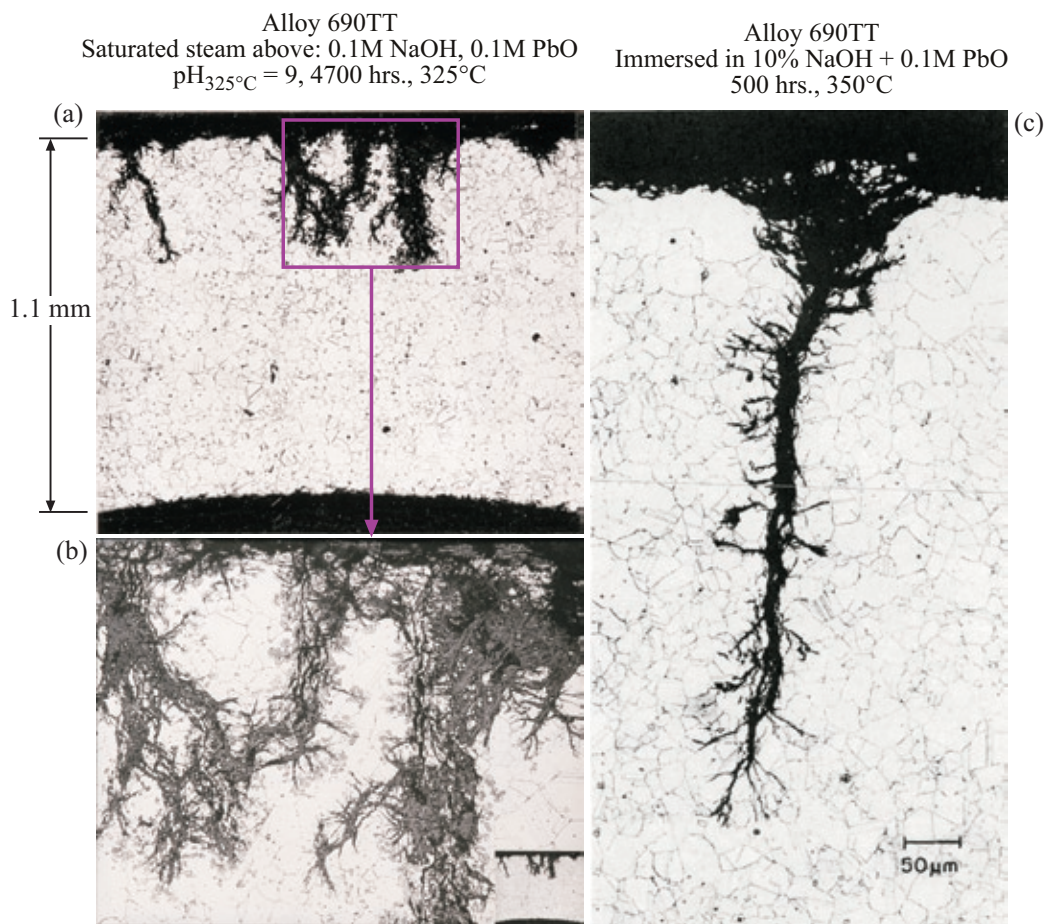 Alloy 690TT
Saturated steam above: 0.1M NaOH, 0.1M PbO
pH325°C = 9, 4700 hrs., 325°C
Alloy 690TT
Immersed in 10% NaOH + 0.1M PbO
500 hrs., 350°C
(a)
(c)
1.1 mm
(b)
50μm